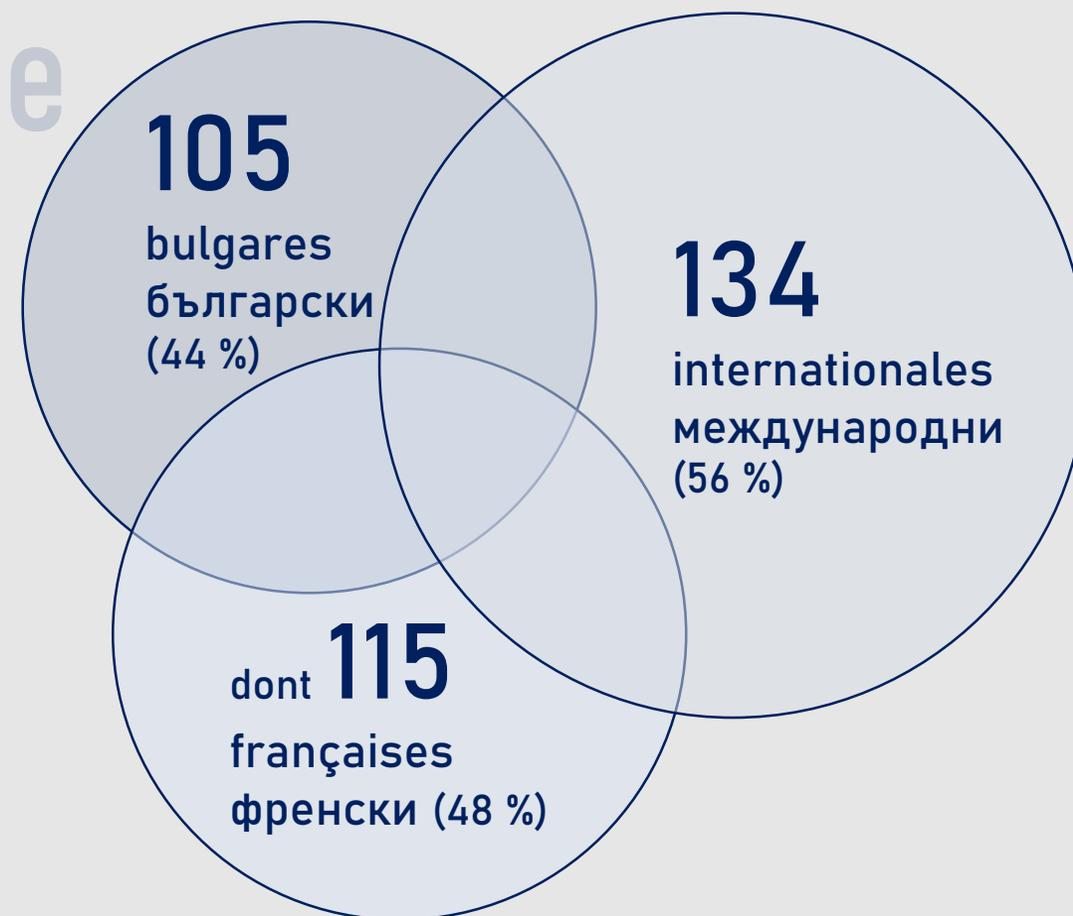 e
105
bulgares
български
(44 %)
134
internationales
международни
(56 %)
dont 115
françaises
френски (48 %)